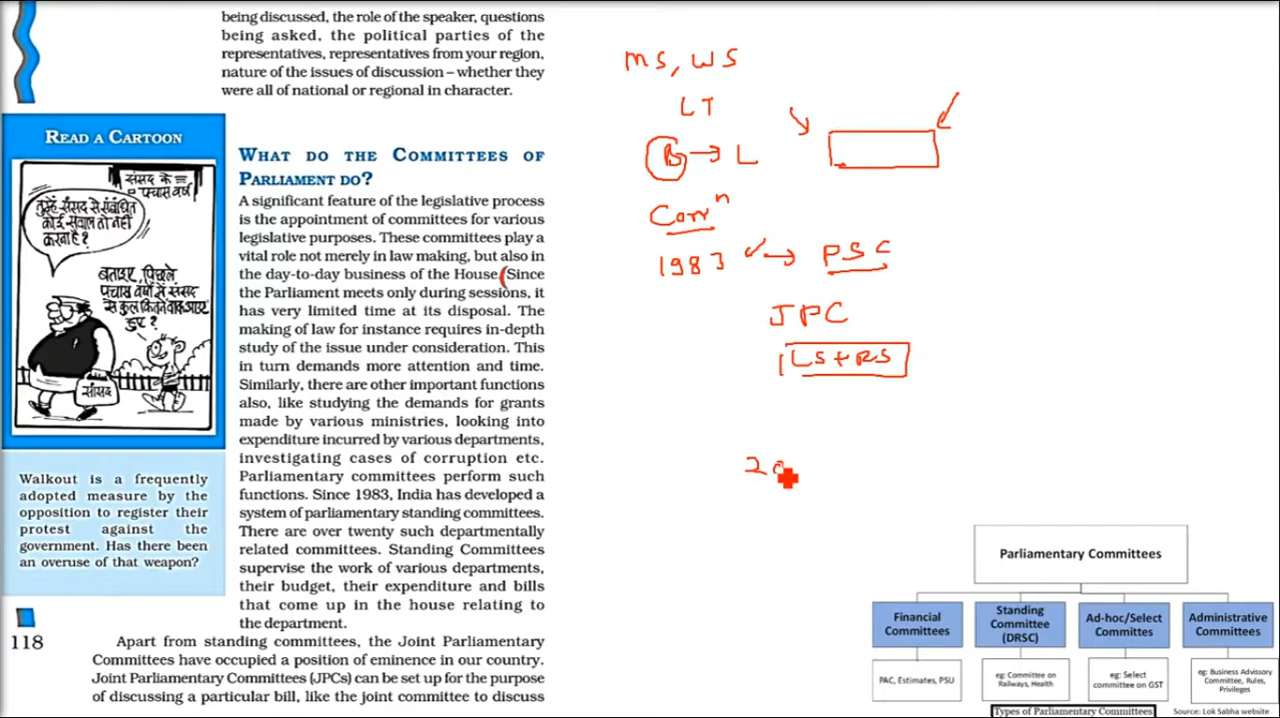 being discussed, the role of the speaker, questions
being asked, the political parties of the
representatives, representatives from your region,
nature of the issues of discussion – whether they
were all of national or regional in character.
READ A CARTOON
संसद के
पचास वर्ष
तुम्हें संसद से संबंधित
कोई सवाल तो नहीं
करना है?
बताइए, पिछले
पचास वर्षों से संसद
से कुल कितने वाकआउट
हुए?
सांसद
Walkout is a frequently
adopted measure by the
opposition to register their
protest against the
government. Has there been
an overuse of that weapon?
118
WHAT DO THE COMMITTEES OF
PARLIAMENT DO?
A significant feature of the legislative process
is the appointment of committees for various
legislative purposes. These committees play a
vital role not merely in law making, but also in
the day-to-day business of the House. (Since
the Parliament meets only during sessions, it
has very limited time at its disposal. The
making of law for instance requires in-depth
study of the issue under consideration. This
in turn demands more attention and time.
Similarly, there are other important functions
also, like studying the demands for grants
made by various ministries, looking into
expenditure incurred by various departments,
investigating cases of corruption etc.
Parliamentary committees perform such
functions. Since 1983, India has developed a
system of parliamentary standing committees.
There are over twenty such departmentally
related committees. Standing Committees
supervise the work of various departments,
their budget, their expenditure and bills
that come up in the house relating to
the department.
Apart from standing committees, the Joint Parliamentary
Committees have occupied a position of eminence in our country.
Joint Parliamentary Committees (JPCs) can be set up for the purpose
of discussing a particular bill, like the joint committee to discuss
MS, WS
LT
B → L
Corrⁿ
1983 ✓ → PSC
JPC
LS + RS
20
Parliamentary Committees
Financial
Committees
Standing
Committee
(DRSC)
Ad-hoc/Select
Committes
Administrative
Committees
PAC, Estimates, PSU
eg: Committee on
Railways, Health
eg: Select
committee on GST
eg: Business Advisory
Committee, Rules,
Privileges
Types of Parliamentary Committees
Source: Lok Sabha website